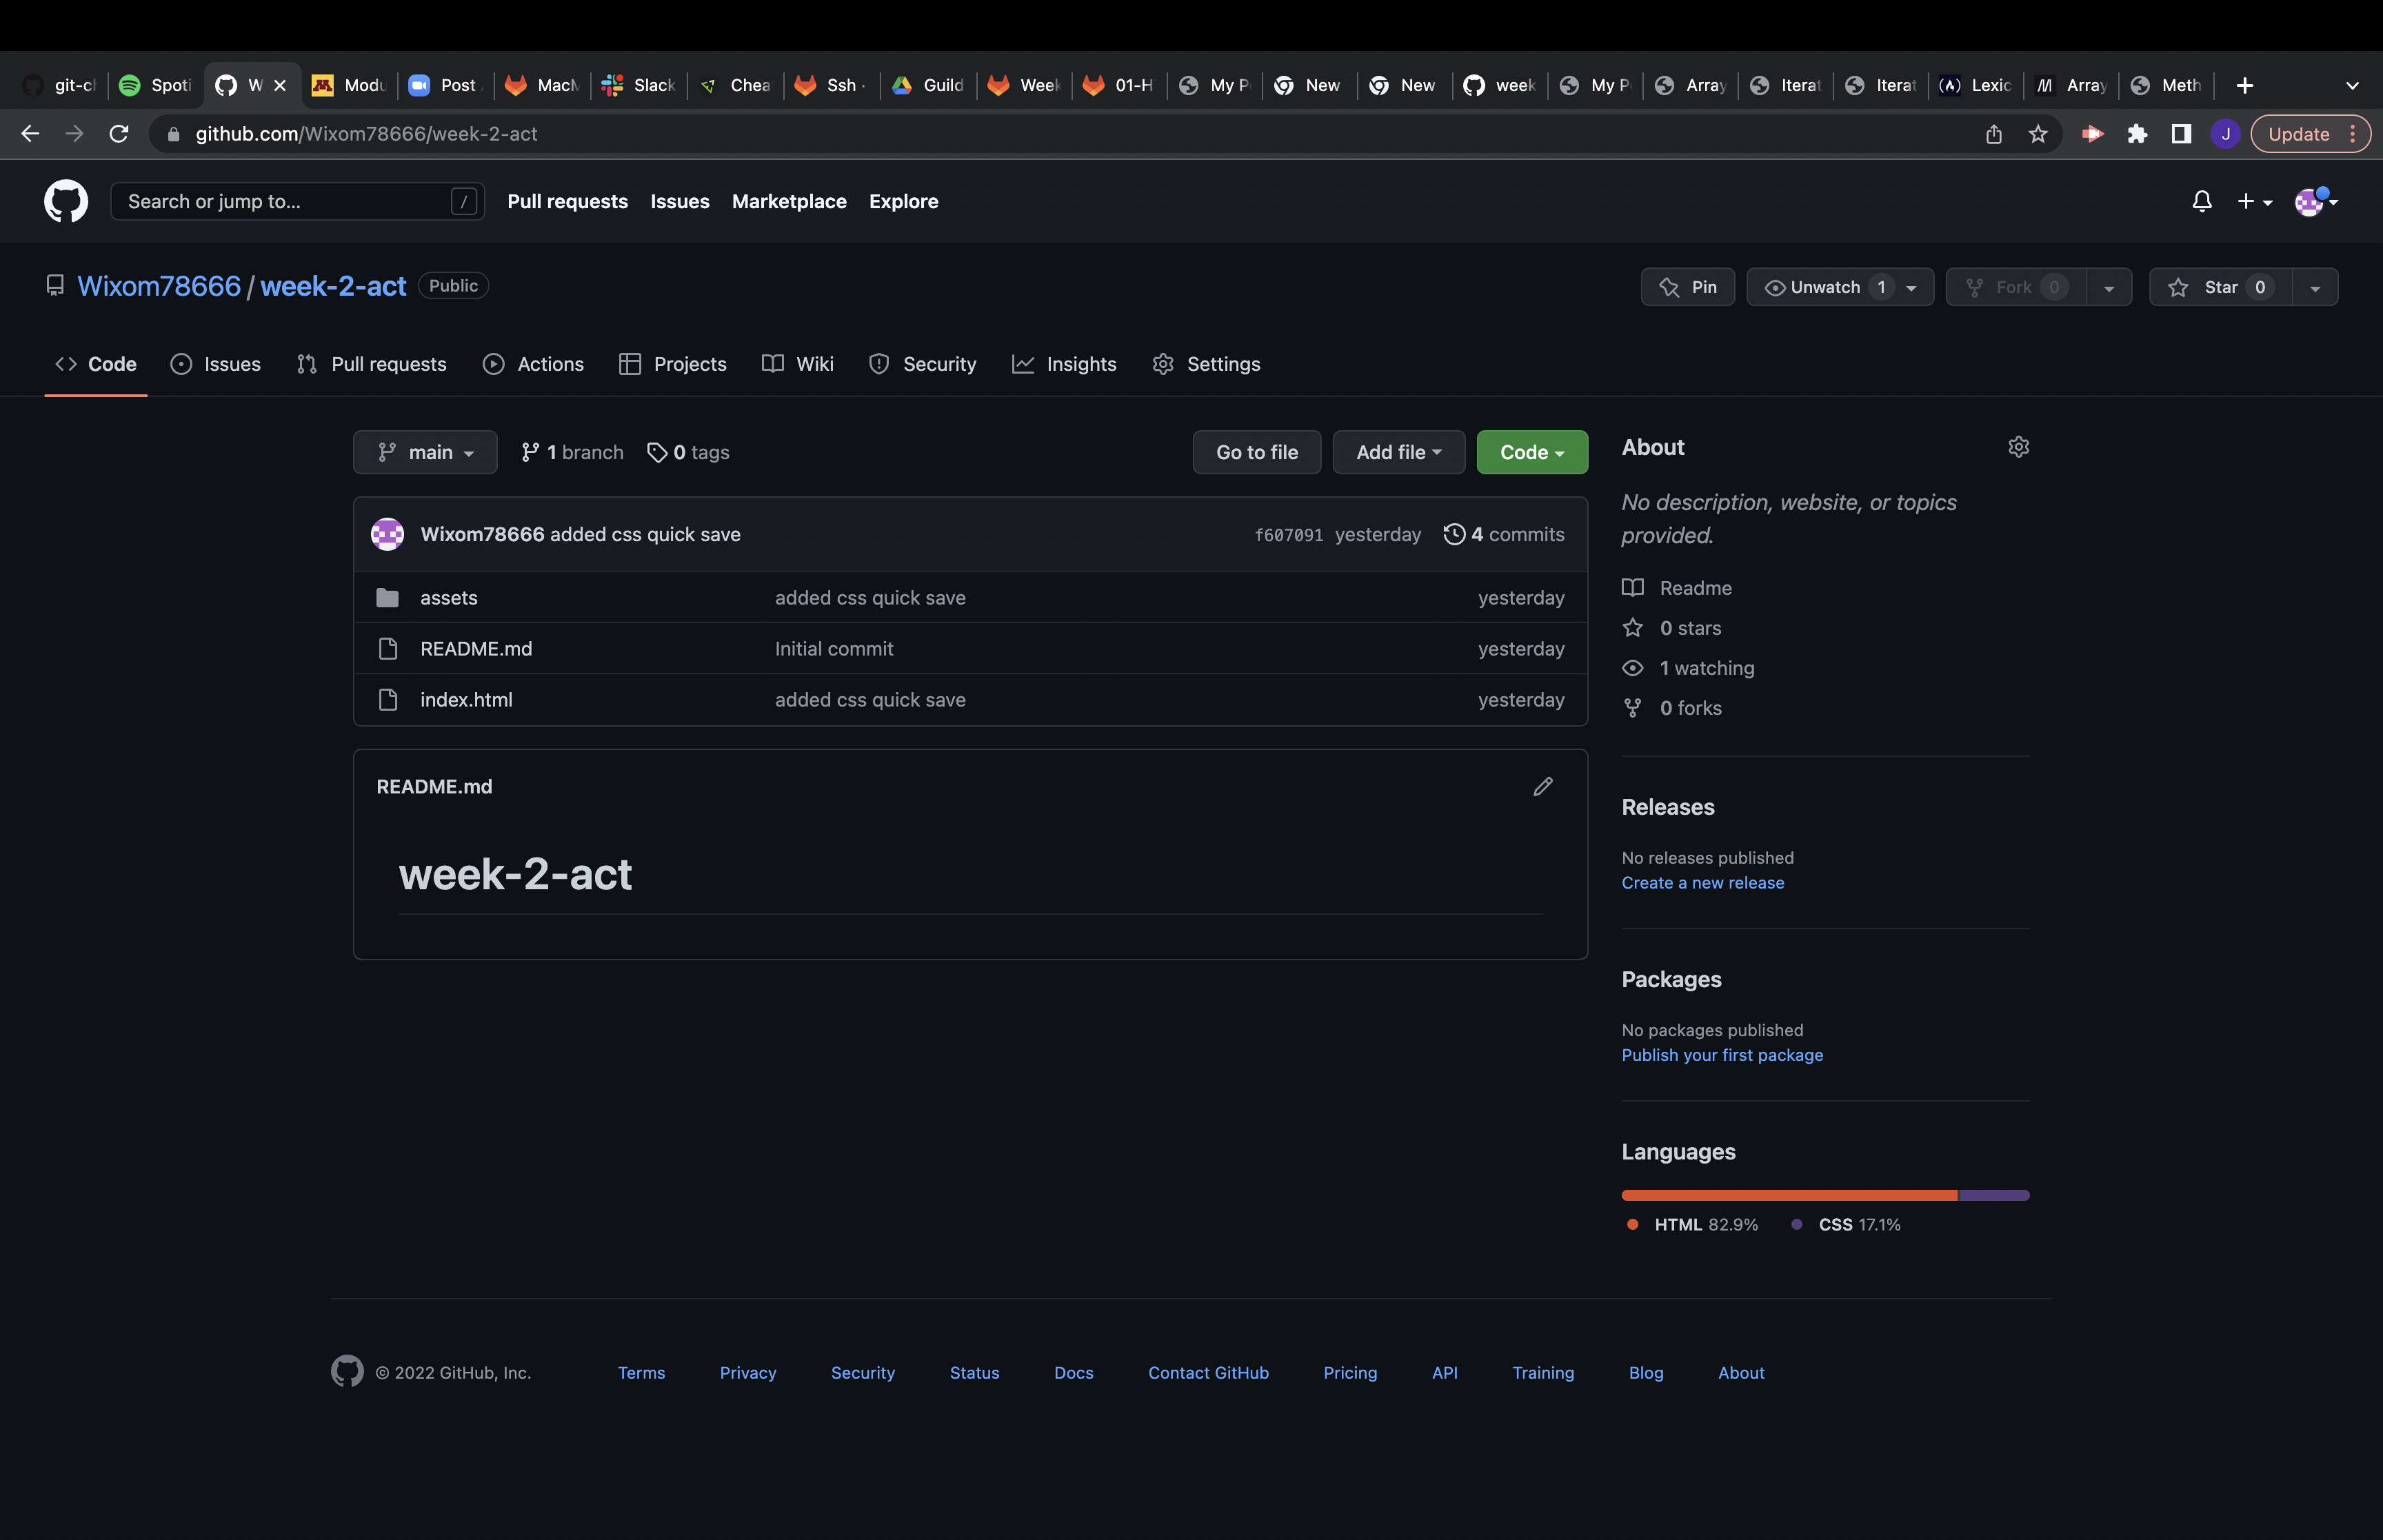 git-cl Spoti W Modu Post MacM Slack Chea Ssh · Guild Week 01-H My P New New week My P Array Iterat Iterat Lexic Array Meth
github.com/Wixom78666/week-2-act J Update
Search or jump to... / Pull requests Issues Marketplace Explore
Wixom78666 / week-2-act Public Pin Unwatch 1 Fork 0 Star 0
Code Issues Pull requests Actions Projects Wiki Security Insights Settings
main 1 branch 0 tags Go to file Add file Code
Wixom78666 added css quick save f607091 yesterday 4 commits
assets added css quick save yesterday
README.md Initial commit yesterday
index.html added css quick save yesterday
README.md
week-2-act
About
No description, website, or topics
provided.
Readme
0 stars
1 watching
0 forks
Releases
No releases published
Create a new release
Packages
No packages published
Publish your first package
Languages
HTML 82.9% CSS 17.1%
© 2022 GitHub, Inc. Terms Privacy Security Status Docs Contact GitHub Pricing API Training Blog About